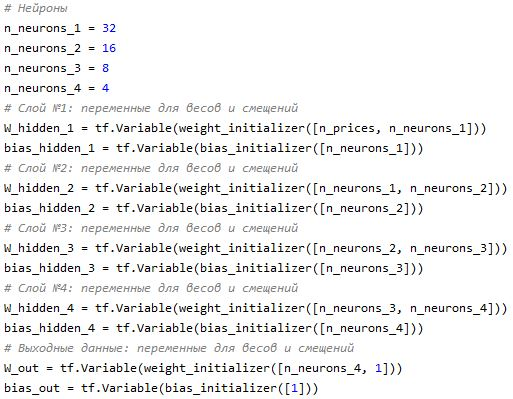 # Нейроны
n_neurons_1 = 32
n_neurons_2 = 16
n_neurons_3 = 8
n_neurons_4 = 4
# Слой №1: переменные для весов и смещений
W_hidden_1 = tf.Variable(weight_initializer([n_prices, n_neurons_1]))
bias_hidden_1 = tf.Variable(bias_initializer([n_neurons_1]))
# Слой №2: переменные для весов и смещений
W_hidden_2 = tf.Variable(weight_initializer([n_neurons_1, n_neurons_2]))
bias_hidden_2 = tf.Variable(bias_initializer([n_neurons_2]))
# Слой №3: переменные для весов и смещений
W_hidden_3 = tf.Variable(weight_initializer([n_neurons_2, n_neurons_3]))
bias_hidden_3 = tf.Variable(bias_initializer([n_neurons_3]))
# Слой №4: переменные для весов и смещений
W_hidden_4 = tf.Variable(weight_initializer([n_neurons_3, n_neurons_4]))
bias_hidden_4 = tf.Variable(bias_initializer([n_neurons_4]))
# Выходные данные: переменные для весов и смещений
W_out = tf.Variable(weight_initializer([n_neurons_4, 1]))
bias_out = tf.Variable(bias_initializer([1]))